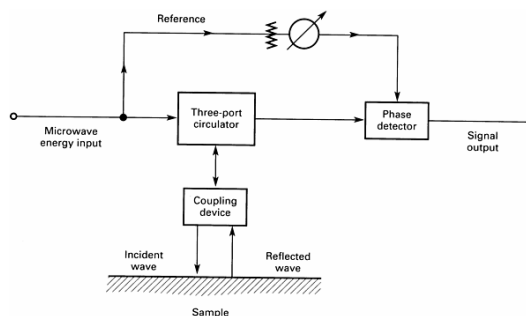 Reference
Three-port
circulator
Phase
detector
Microwave
energy input
Signal
output
Coupling
device
Incident
wave
Reflected
wave
Sample